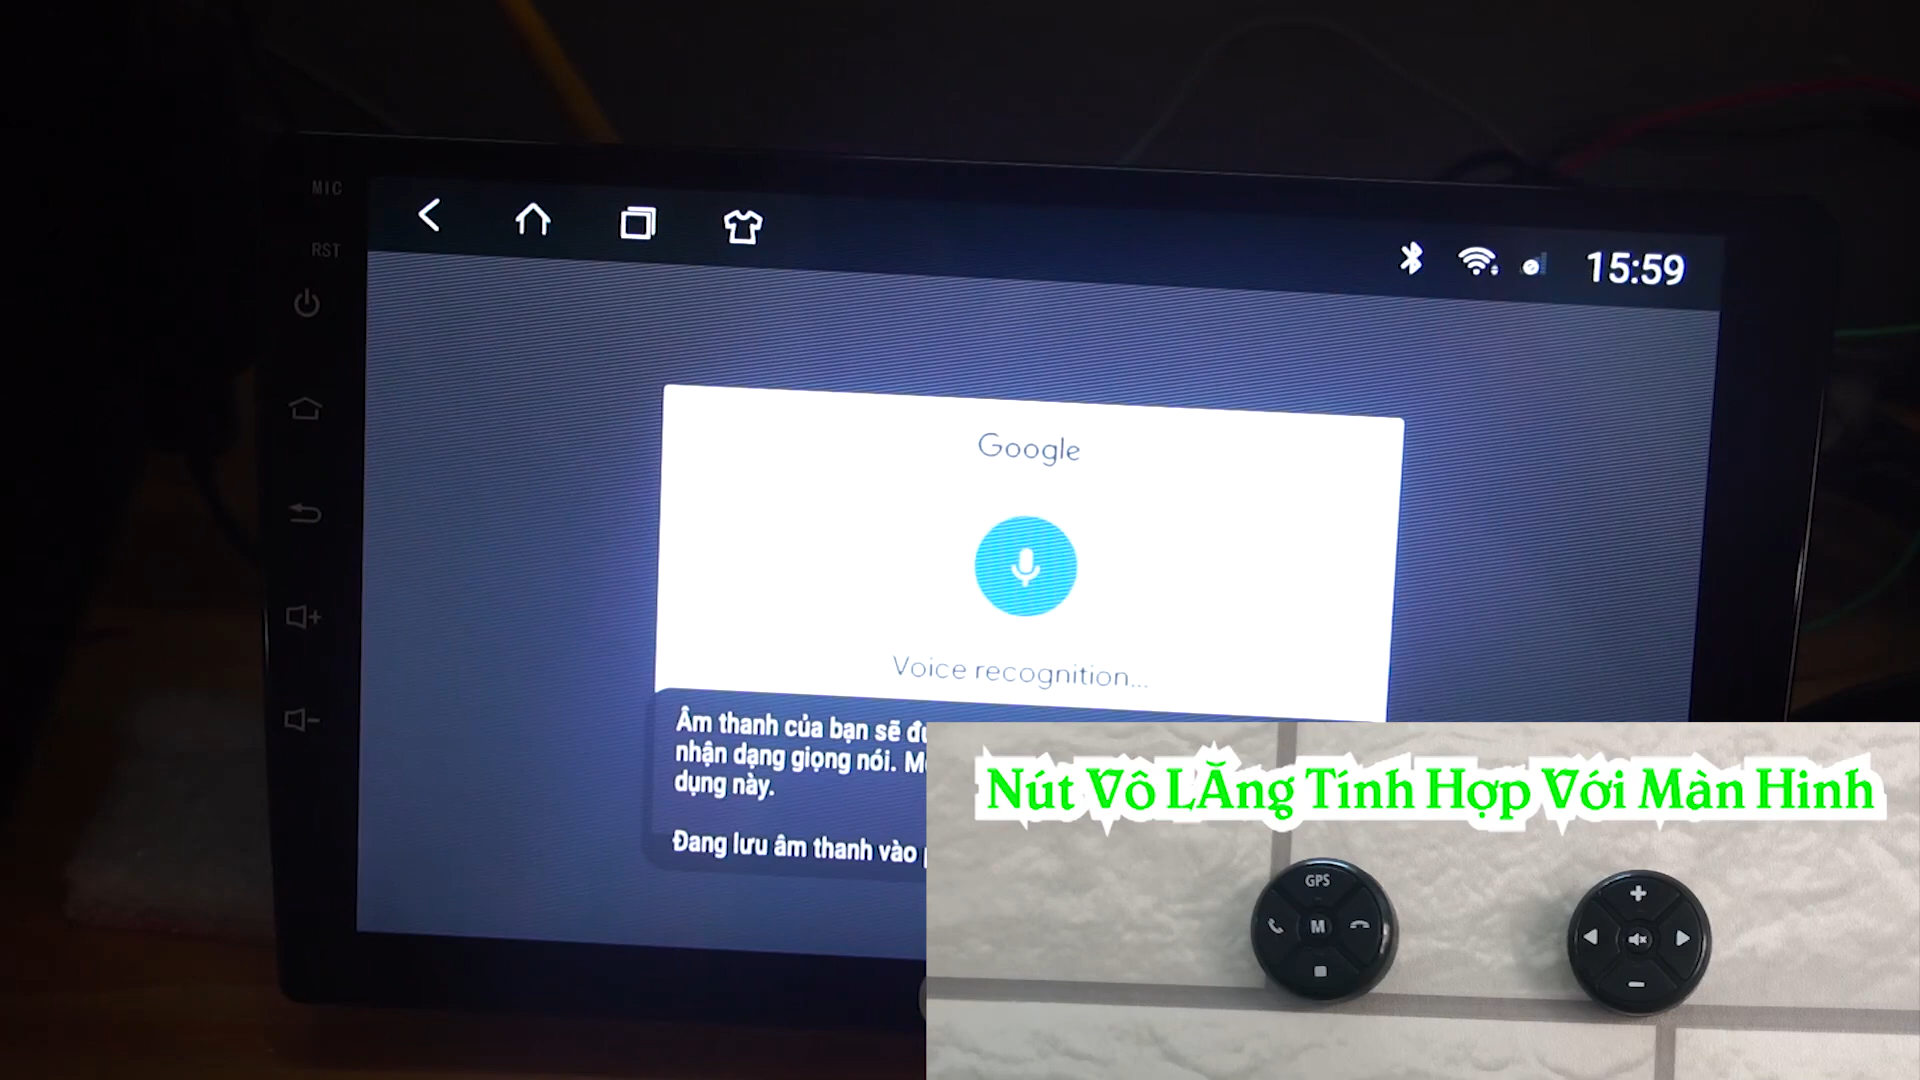 MIC
RST
15:59
Google
Voice recognition...
Âm thanh của bạn sẽ
nhận dạng giọng nói.
dụng này.
Đang lưu âm thanh vào
Nút Vô LĂng Tính Hợp Với Màn Hinh
GPS
M